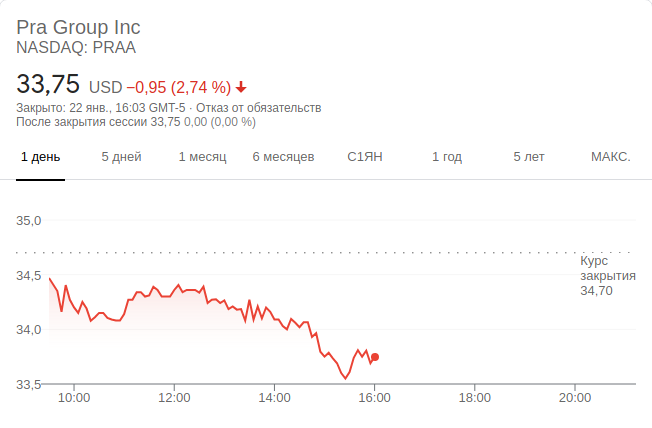 Pra Group Inc
NASDAQ: PRAA
33,75 USD −0,95 (2,74 %)
Закрыто: 22 янв., 16:03 GMT-5 · Отказ от обязательств
После закрытия сессии 33,75 0,00 (0,00 %)
1 день 5 дней 1 месяц 6 месяцев С1ЯН 1 год 5 лет МАКС.
35,0
Курс
закрытия
34,70
34.5
34.0
33,5
10:00 12:00 14:00 16:00 18:00 20:00